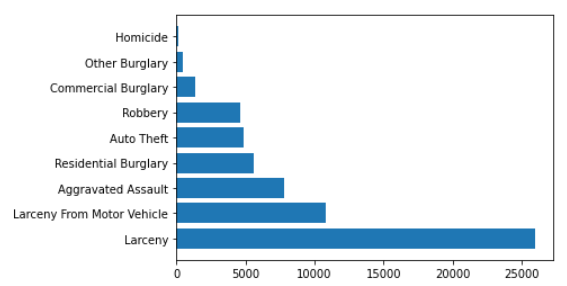 Homicide
Other Burglary
Commercial Burglary
Robbery
Auto Theft
Residential Burglary
Aggravated Assault
Larceny From Motor Vehicle
Larceny
0 5000 10000 15000 20000 25000